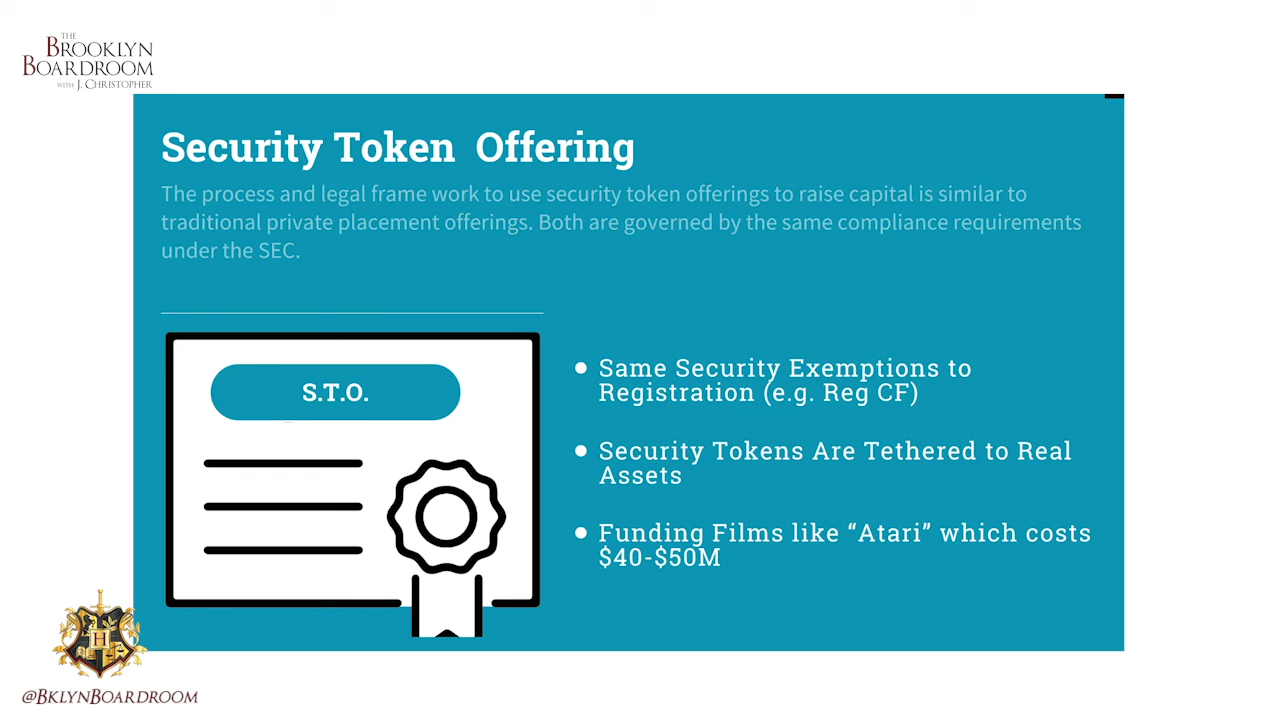 THE
BROOKLYN
BOARDROOM
WITH J. CHRISTOPHER
Security Token  Offering
The process and legal frame work to use security token offerings to raise capital is similar to
traditional private placement offerings. Both are governed by the same compliance requirements
under the SEC.
S.T.O.
● Same Security Exemptions to
Registration (e.g. Reg CF)
● Security Tokens Are Tethered to Real
Assets
● Funding Films like “Atari” which costs
$40-$50M
H
@BKLYNBOARDROOM